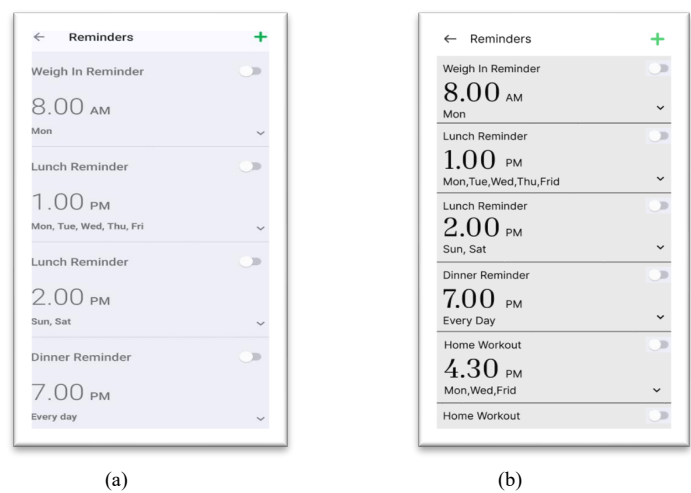 Reminders
Weigh In Reminder
8.00 AM
Mon
Lunch Reminder
1.00 PM
Mon, Tue, Wed, Thu, Fri
Lunch Reminder
2.00 PM
Sun, Sat
Dinner Reminder
7.00 PM
Every day
(a)
Reminders
Weigh In Reminder
8.00 AM
Mon
Lunch Reminder
1.00 PM
Mon,Tue,Wed,Thu,Frid
Lunch Reminder
2.00 PM
Sun, Sat
Dinner Reminder
7.00 PM
Every Day
Home Workout
4.30 PM
Mon,Wed,Frid
Home Workout
(b)